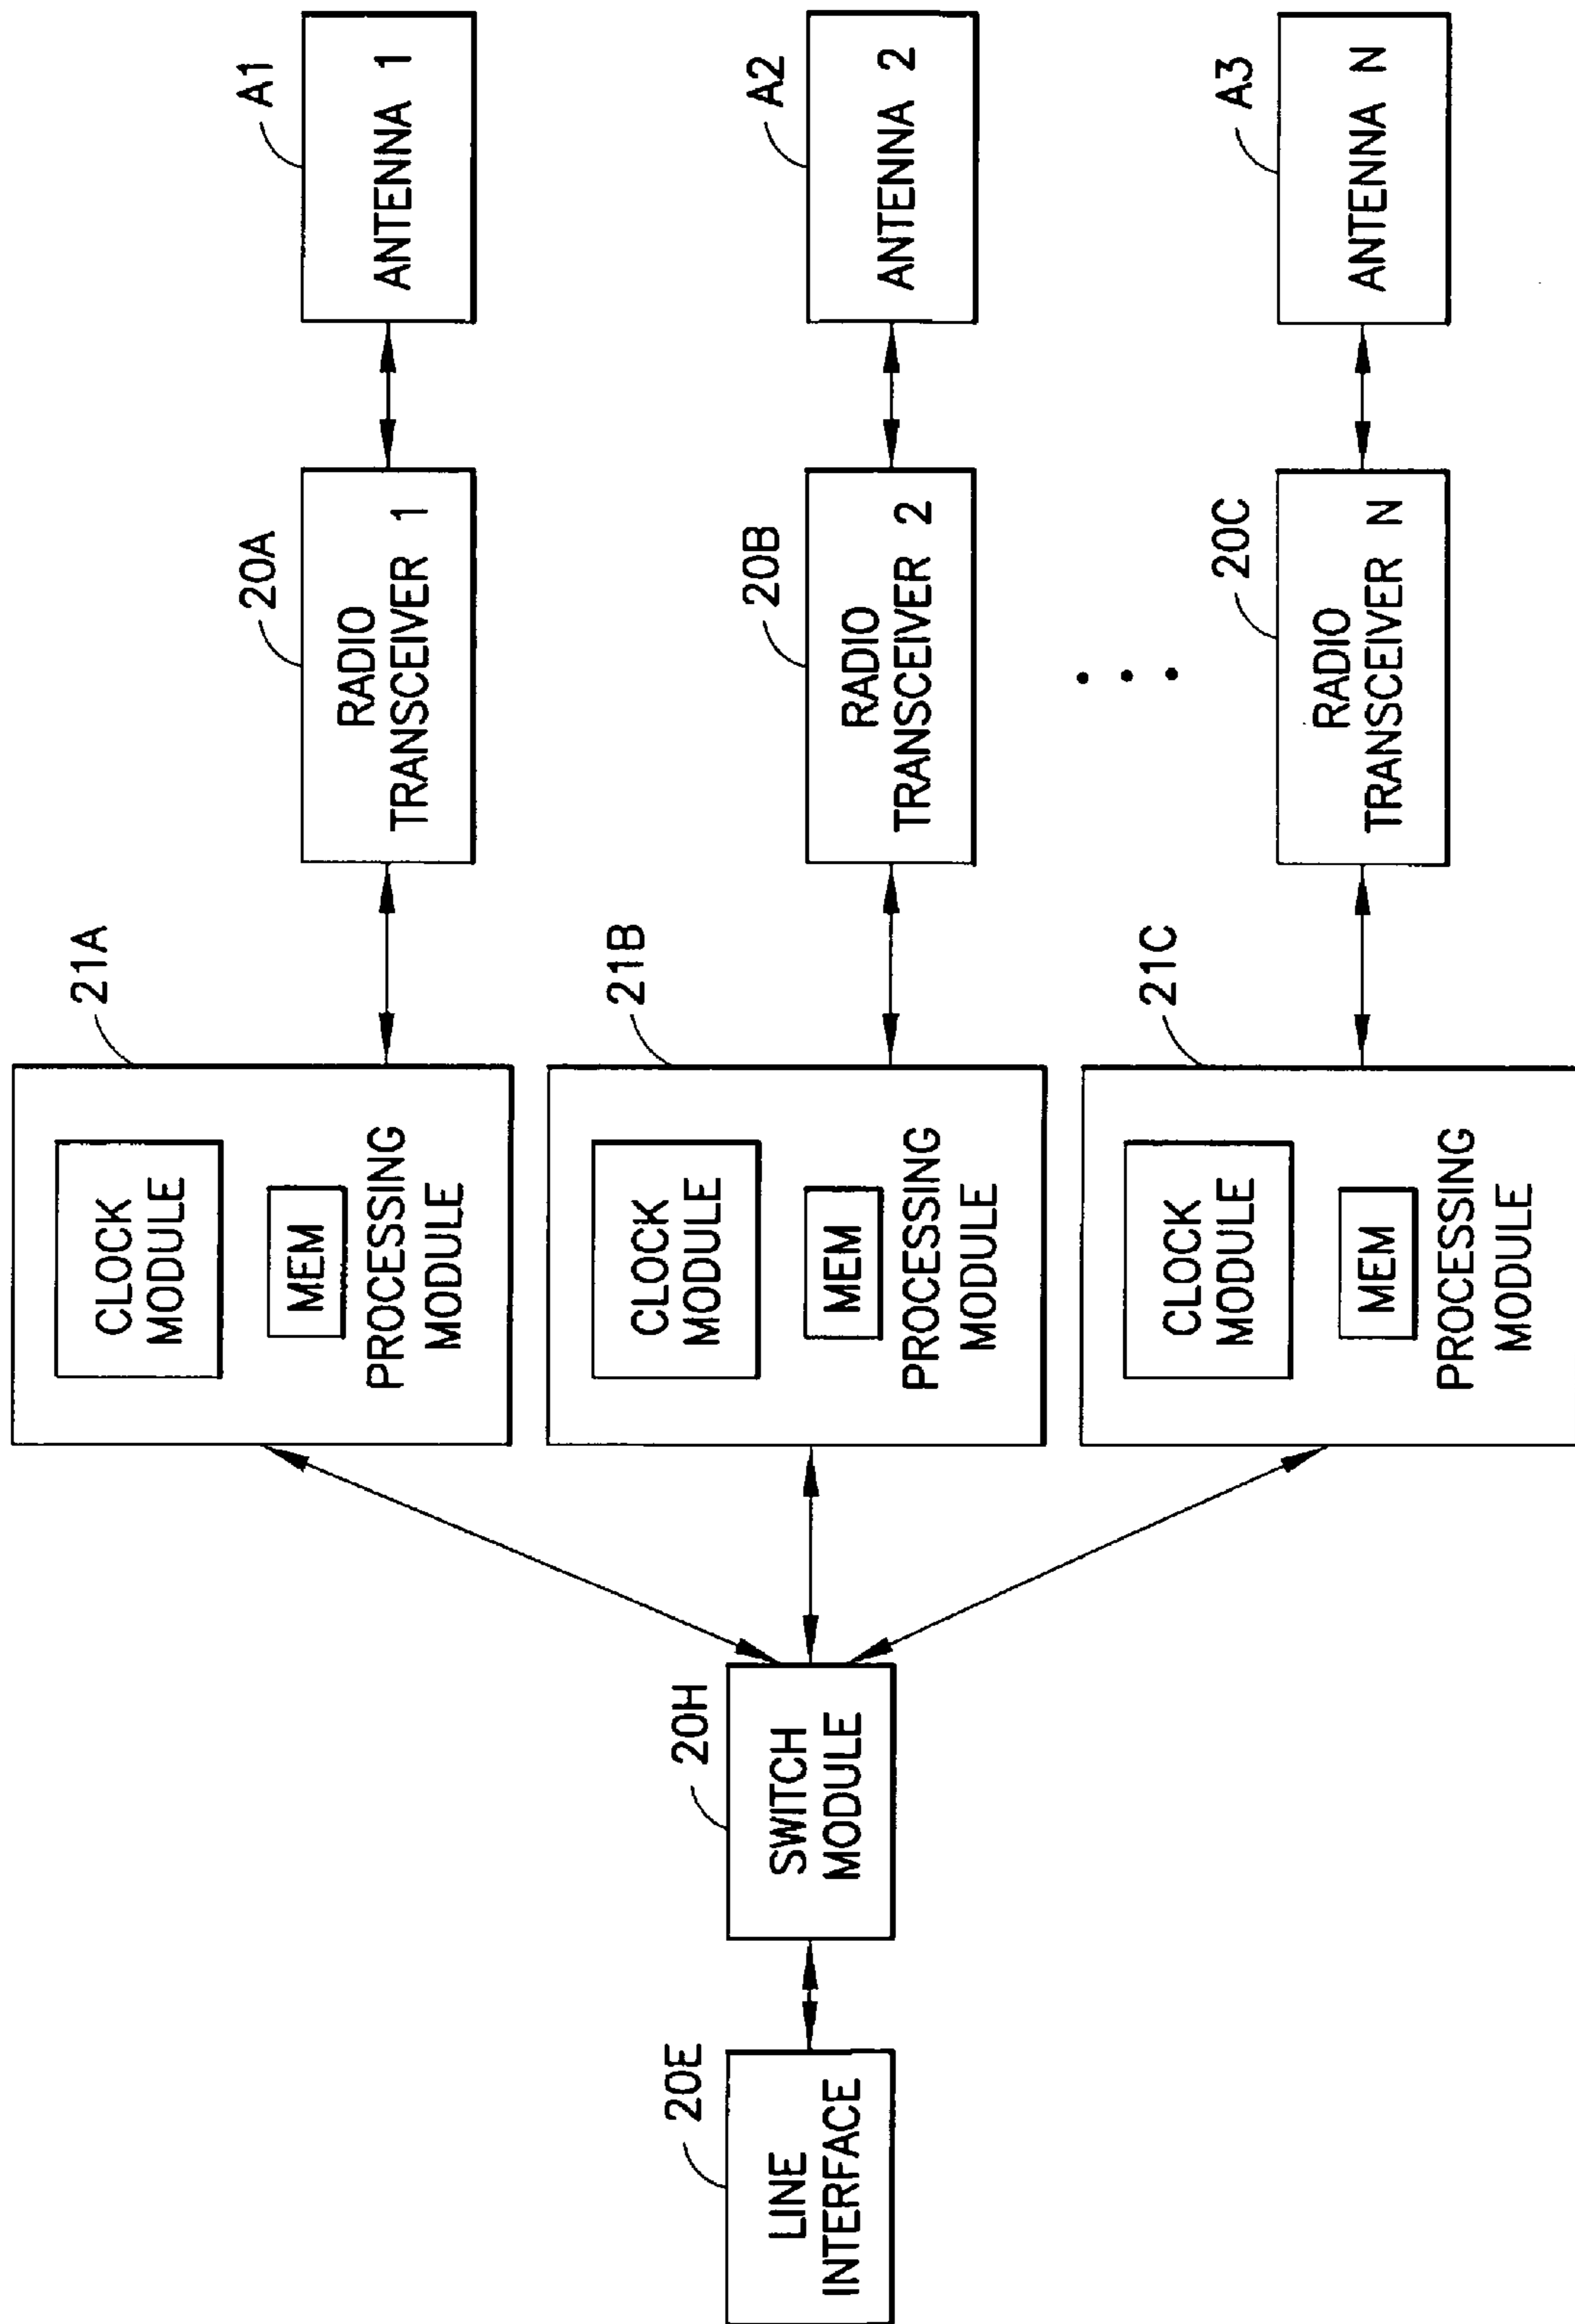 21A
CLOCK
MODULE
MEM
PROCESSING
MODULE
20A
RADIO
TRANSCEIVER 1
A1
ANTENNA 1
20E
LINE
INTERFACE
20H
SWITCH
MODULE
21B
CLOCK
MODULE
MEM
PROCESSING
MODULE
20B
RADIO
TRANSCEIVER 2
A2
ANTENNA 2
21C
CLOCK
MODULE
MEM
PROCESSING
MODULE
20C
RADIO
TRANSCEIVER N
A3
ANTENNA N